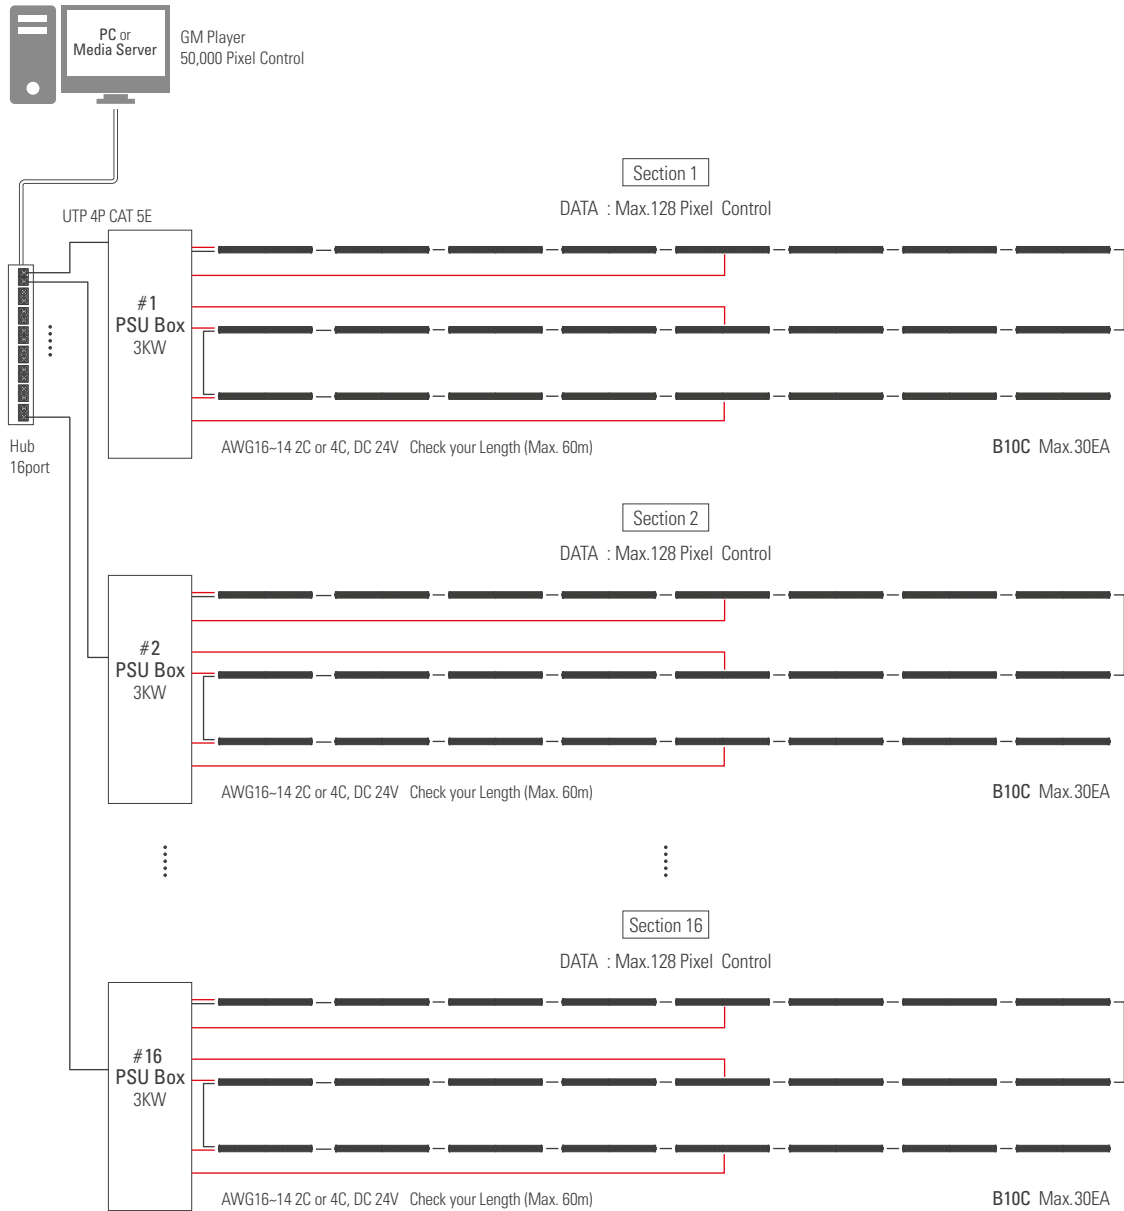 PC or
Media Server
GM Player
50,000 Pixel Control
Section 1
DATA : Max.128 Pixel Control
UTP 4P CAT 5E
#1
PSU Box
3KW
Hub
16port
AWG16~14 2C or 4C, DC 24V Check your Length (Max. 60m)
B10C Max.30EA
Section 2
DATA : Max.128 Pixel Control
#2
PSU Box
3KW
AWG16~14 2C or 4C, DC 24V Check your Length (Max. 60m)
B10C Max.30EA
Section 16
DATA : Max.128 Pixel Control
#16
PSU Box
3KW
AWG16~14 2C or 4C, DC 24V Check your Length (Max. 60m)
B10C Max.30EA